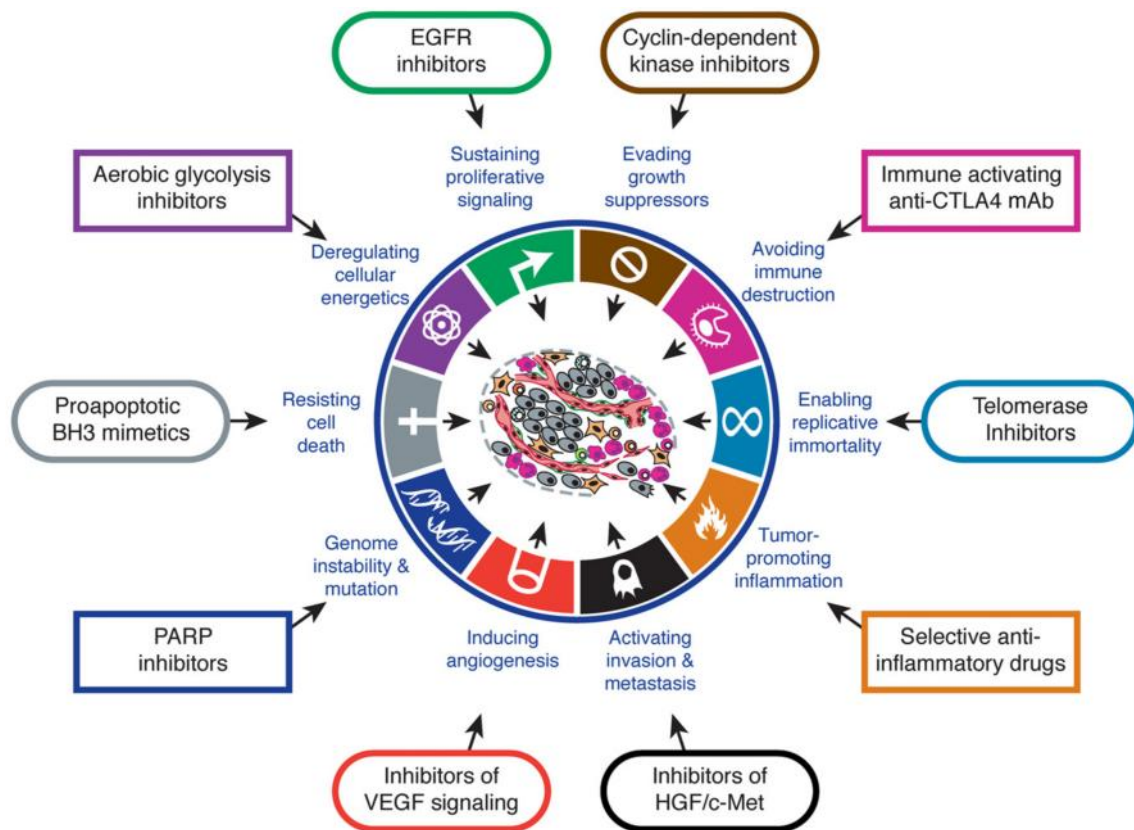 EGFR
inhibitors
Cyclin-dependent
kinase inhibitors
Sustaining
proliferative
signaling
Evading
growth
suppressors
Aerobic glycolysis
inhibitors
Immune activating
anti-CTLA4 mAb
Deregulating
cellular
energetics
Avoiding
immune
destruction
Proapoptotic
BH3 mimetics
Resisting
cell
death
Enabling
replicative
immortality
Telomerase
Inhibitors
Genome
instability &
mutation
Tumor-
promoting
inflammation
PARP
inhibitors
Inducing
angiogenesis
Activating
invasion &
metastasis
Selective anti-
inflammatory drugs
Inhibitors of
VEGF signaling
Inhibitors of
HGF/c-Met